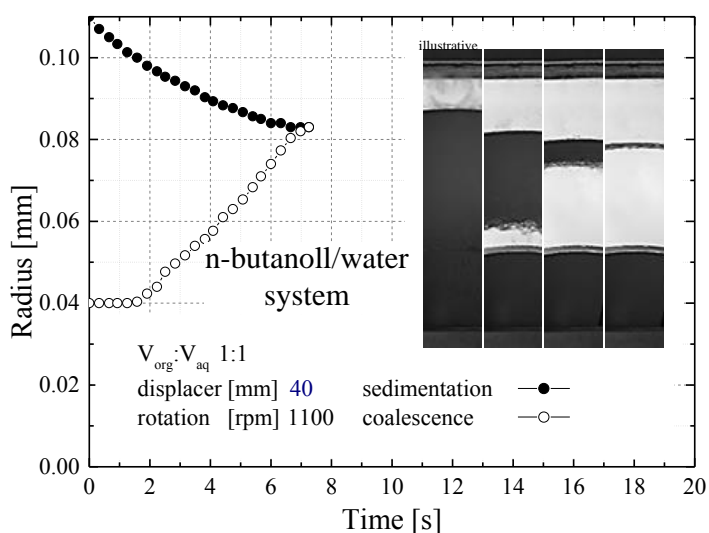 illustrative
0.10
0.08
0.06
0.04
0.02
0.00
Radius [mm]
n-butanoll/water
system
V_org:V_aq 1:1
displacer [mm] 40
rotation [rpm] 1100
sedimentation
coalescence
0 2 4 6 8 10 12 14 16 18 20
Time [s]